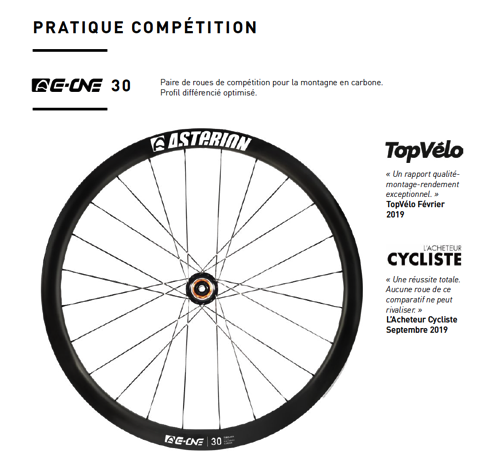 PRATIQUE COMPÉTITION
E-ONE 30
Paire de roues de compétition pour la montagne en carbone.
Profil différencié optimisé.
ASTERION
TopVélo
« Un rapport qualité-
montage-rendement
exceptionnel. »
TopVélo Février
2019
L'ACHETEUR
CYCLISTE
« Une réussite totale.
Aucune roue de ce
comparatif ne peut
rivaliser. »
L'Acheteur Cycliste
Septembre 2019
E-ONE 30